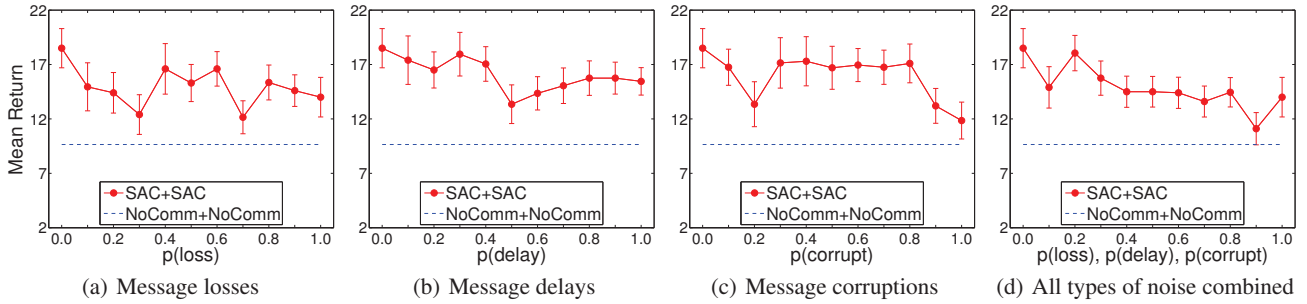 Mean Return
22
17
12
7
2
SAC+SAC
NoComm+NoComm
0.0 0.2 0.4 0.6 0.8 1.0
p(loss)
(a) Message losses
22
17
12
7
2
SAC+SAC
NoComm+NoComm
0.0 0.2 0.4 0.6 0.8 1.0
p(delay)
(b) Message delays
22
17
12
7
2
SAC+SAC
NoComm+NoComm
0.0 0.2 0.4 0.6 0.8 1.0
p(corrupt)
(c) Message corruptions
22
17
12
7
2
SAC+SAC
NoComm+NoComm
0.0 0.2 0.4 0.6 0.8 1.0
p(loss), p(delay), p(corrupt)
(d) All types of noise combined